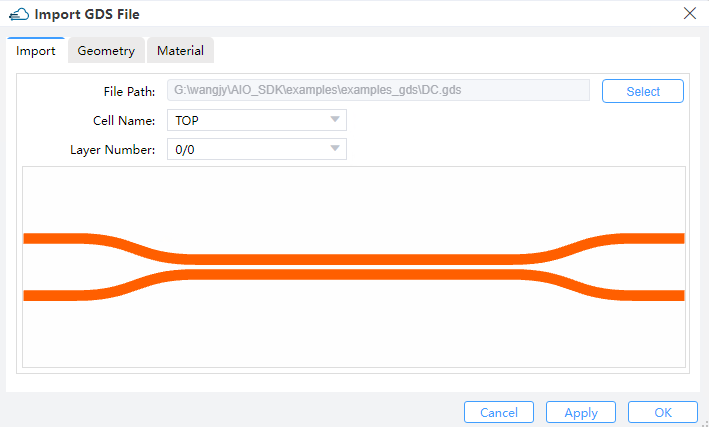 Import GDS File
Import Geometry Material
File Path: G:\wangjy\AIO_SDK\examples\examples_gds\DC.gds Select
Cell Name: TOP
Layer Number: 0/0
Cancel Apply OK